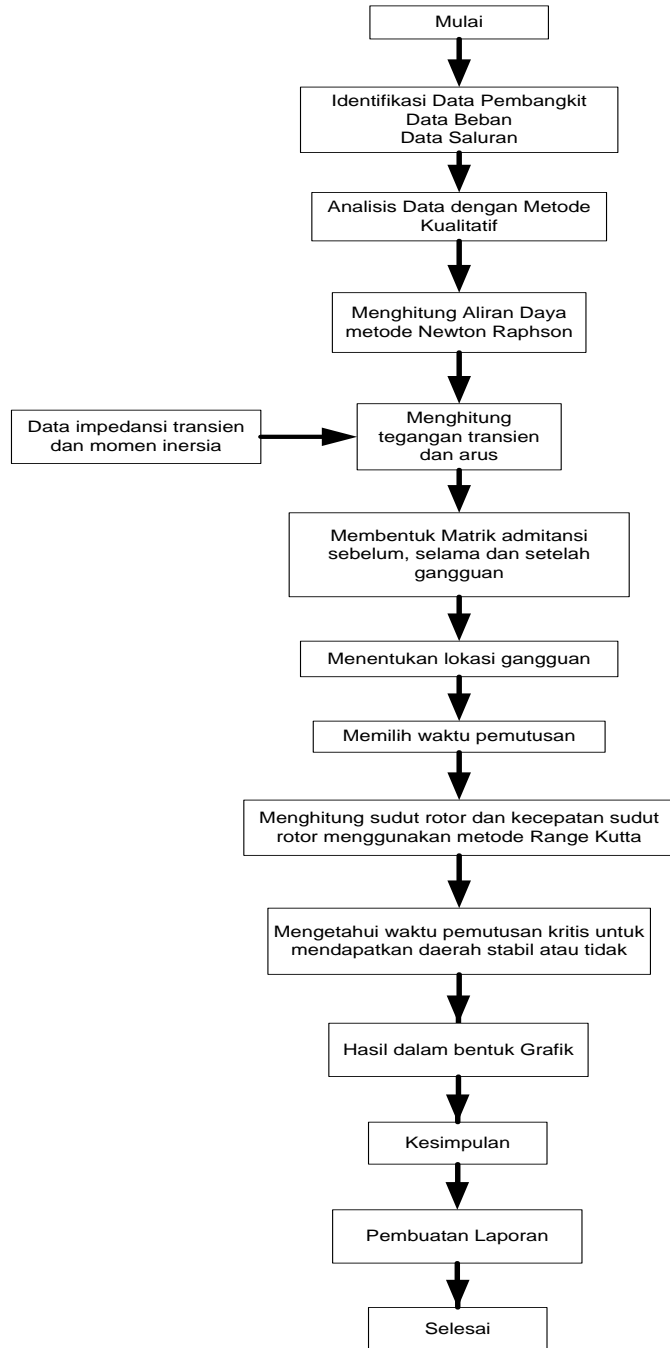 Mulai
Identifikasi Data Pembangkit
Data Beban
Data Saluran
Analisis Data dengan Metode
Kualitatif
Menghitung Aliran Daya
metode Newton Raphson
Data impedansi transien
dan momen inersia
Menghitung
tegangan transien
dan arus
Membentuk Matrik admitansi
sebelum, selama dan setelah
gangguan
Menentukan lokasi gangguan
Memilih waktu pemutusan
Menghitung sudut rotor dan kecepatan sudut
rotor menggunakan metode Range Kutta
Mengetahui waktu pemutusan kritis untuk
mendapatkan daerah stabil atau tidak
Hasil dalam bentuk Grafik
Kesimpulan
Pembuatan Laporan
Selesai